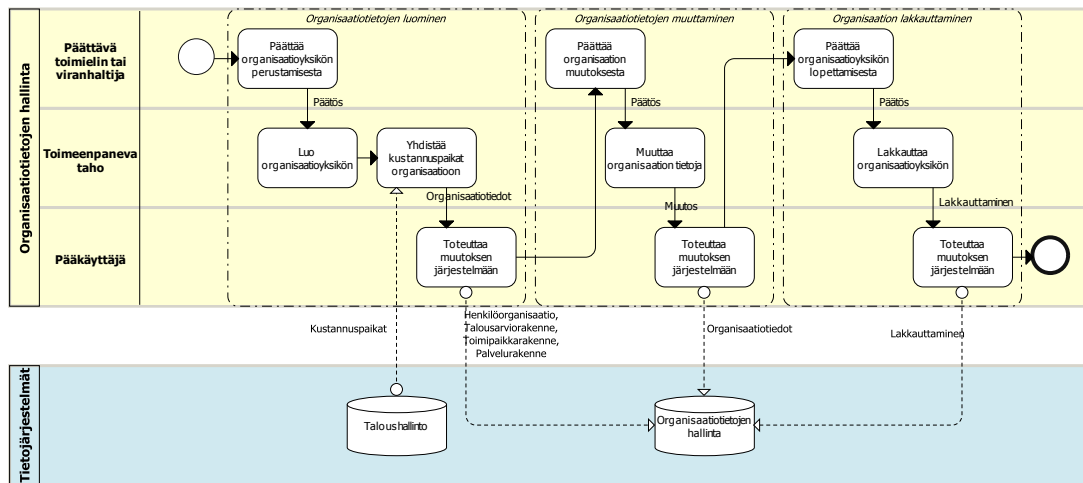 Organisaatiotietojen hallinta
Päättävä
toimielin tai
viranhaltija
Toimeenpaneva
taho
Pääkäyttäjä
Organisaatiotietojen luominen
Päättää
organisaatioyksikön
perustamisesta
Päätös
Luo
organisaatioyksikön
Yhdistää
kustannuspaikat
organisaatioon
Organisaatiotiedot
Toteuttaa
muutoksen
järjestelmään
Organisaatiotietojen muuttaminen
Päättää
organisaation
muutoksesta
Päätös
Muuttaa
organisaation tietoja
Muutos
Toteuttaa
muutoksen
järjestelmään
Organisaation lakkauttaminen
Päättää
organisaatioyksikön
lopettamisesta
Päätös
Lakkauttaa
organisaatioyksikön
Lakkauttaminen
Toteuttaa
muutoksen
järjestelmään
Kustannuspaikat
Henkilöorganisaatio,
Talousarviorakenne,
Toimipaikkarakenne,
Palvelurakenne
Organisaatiotiedot
Lakkauttaminen
Tietojärjestelmät
Taloushallinto
Organisaatiotietojen
hallinta